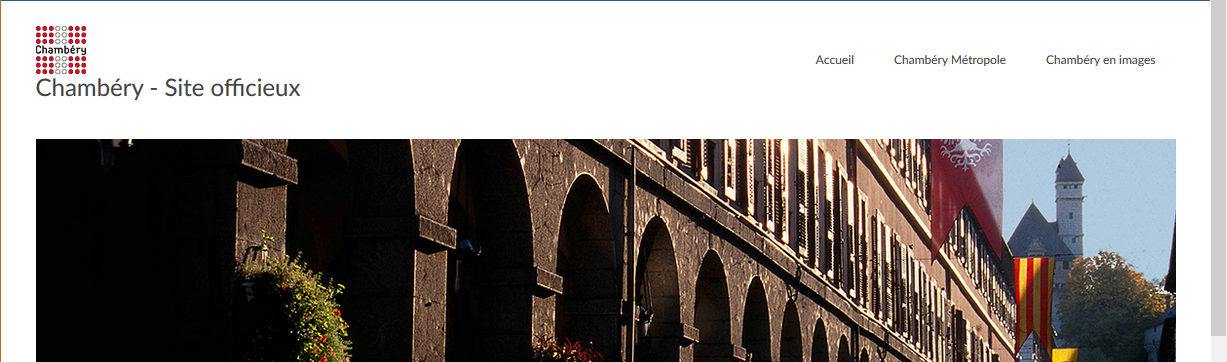 Chambéry
Chambéry - Site officieux
Accueil
Chambéry Métropole
Chambéry en images